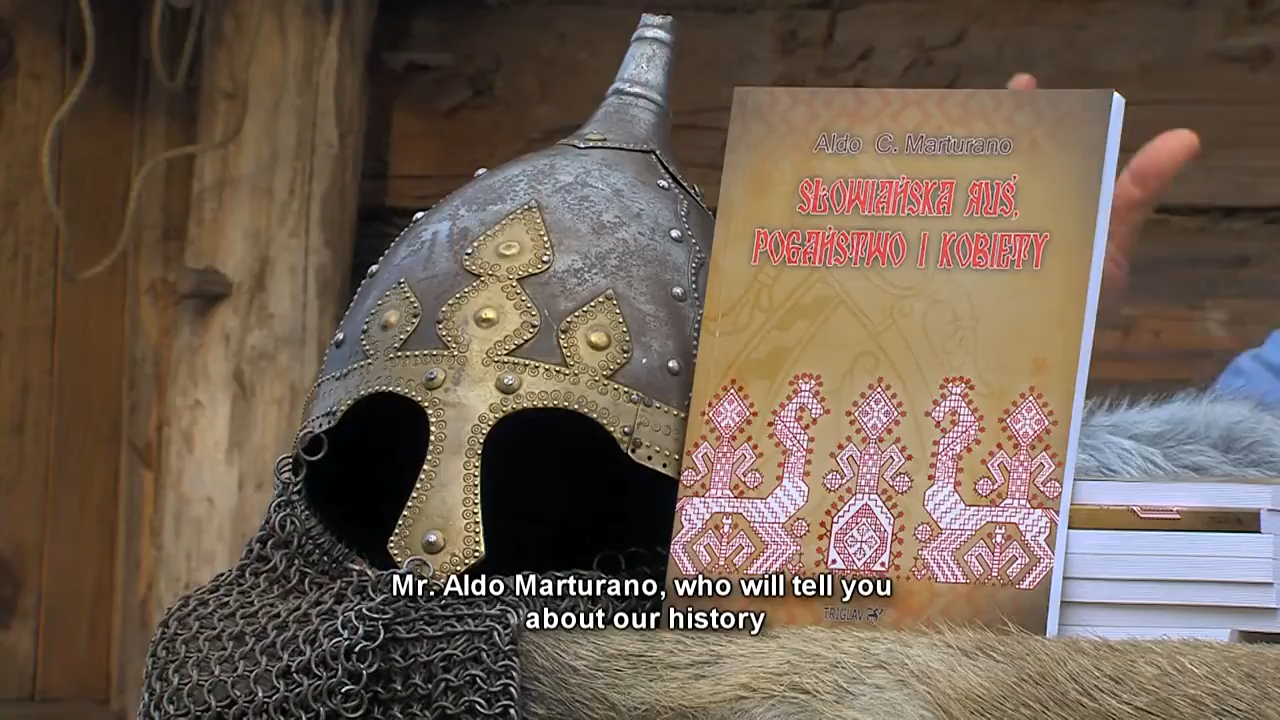 Aldo C. Marturano
SŁOWIAŃSKA RUŚ,
POGAŃSTWO I KOBIETY
TRIGLAV
Mr. Aldo Marturano, who will tell you
about our history